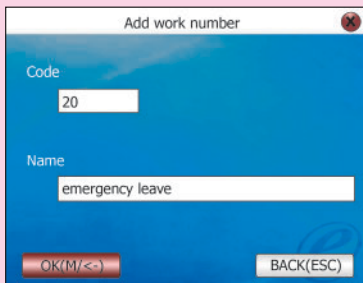 Add work number
Code
20
Name
emergency leave
OK(M/<-)
BACK(ESC)